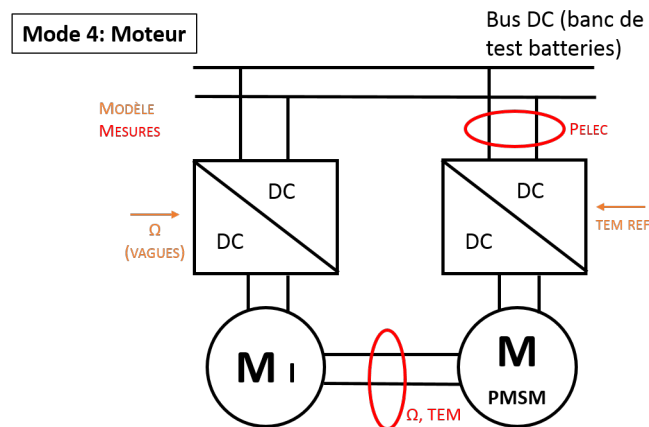 Mode 4: Moteur
Bus DC (banc de
test batteries)
MODÈLE
MESURES
PELEC
DC
DC
DC
DC
Ω
(VAGUES)
TEM REF
M I
M
PMSM
Ω, TEM